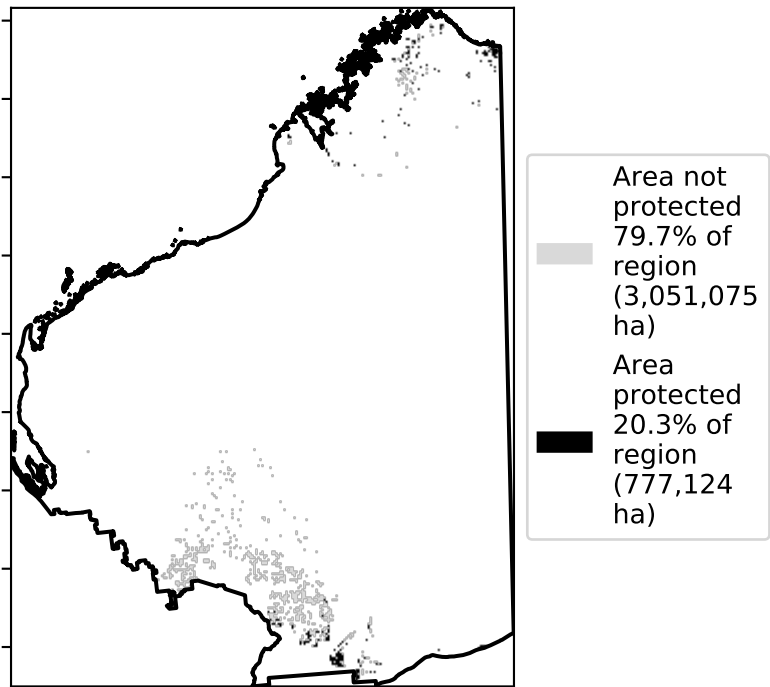 Area not
protected
79.7% of
region
(3,051,075
ha)
Area
protected
20.3% of
region
(777,124
ha)